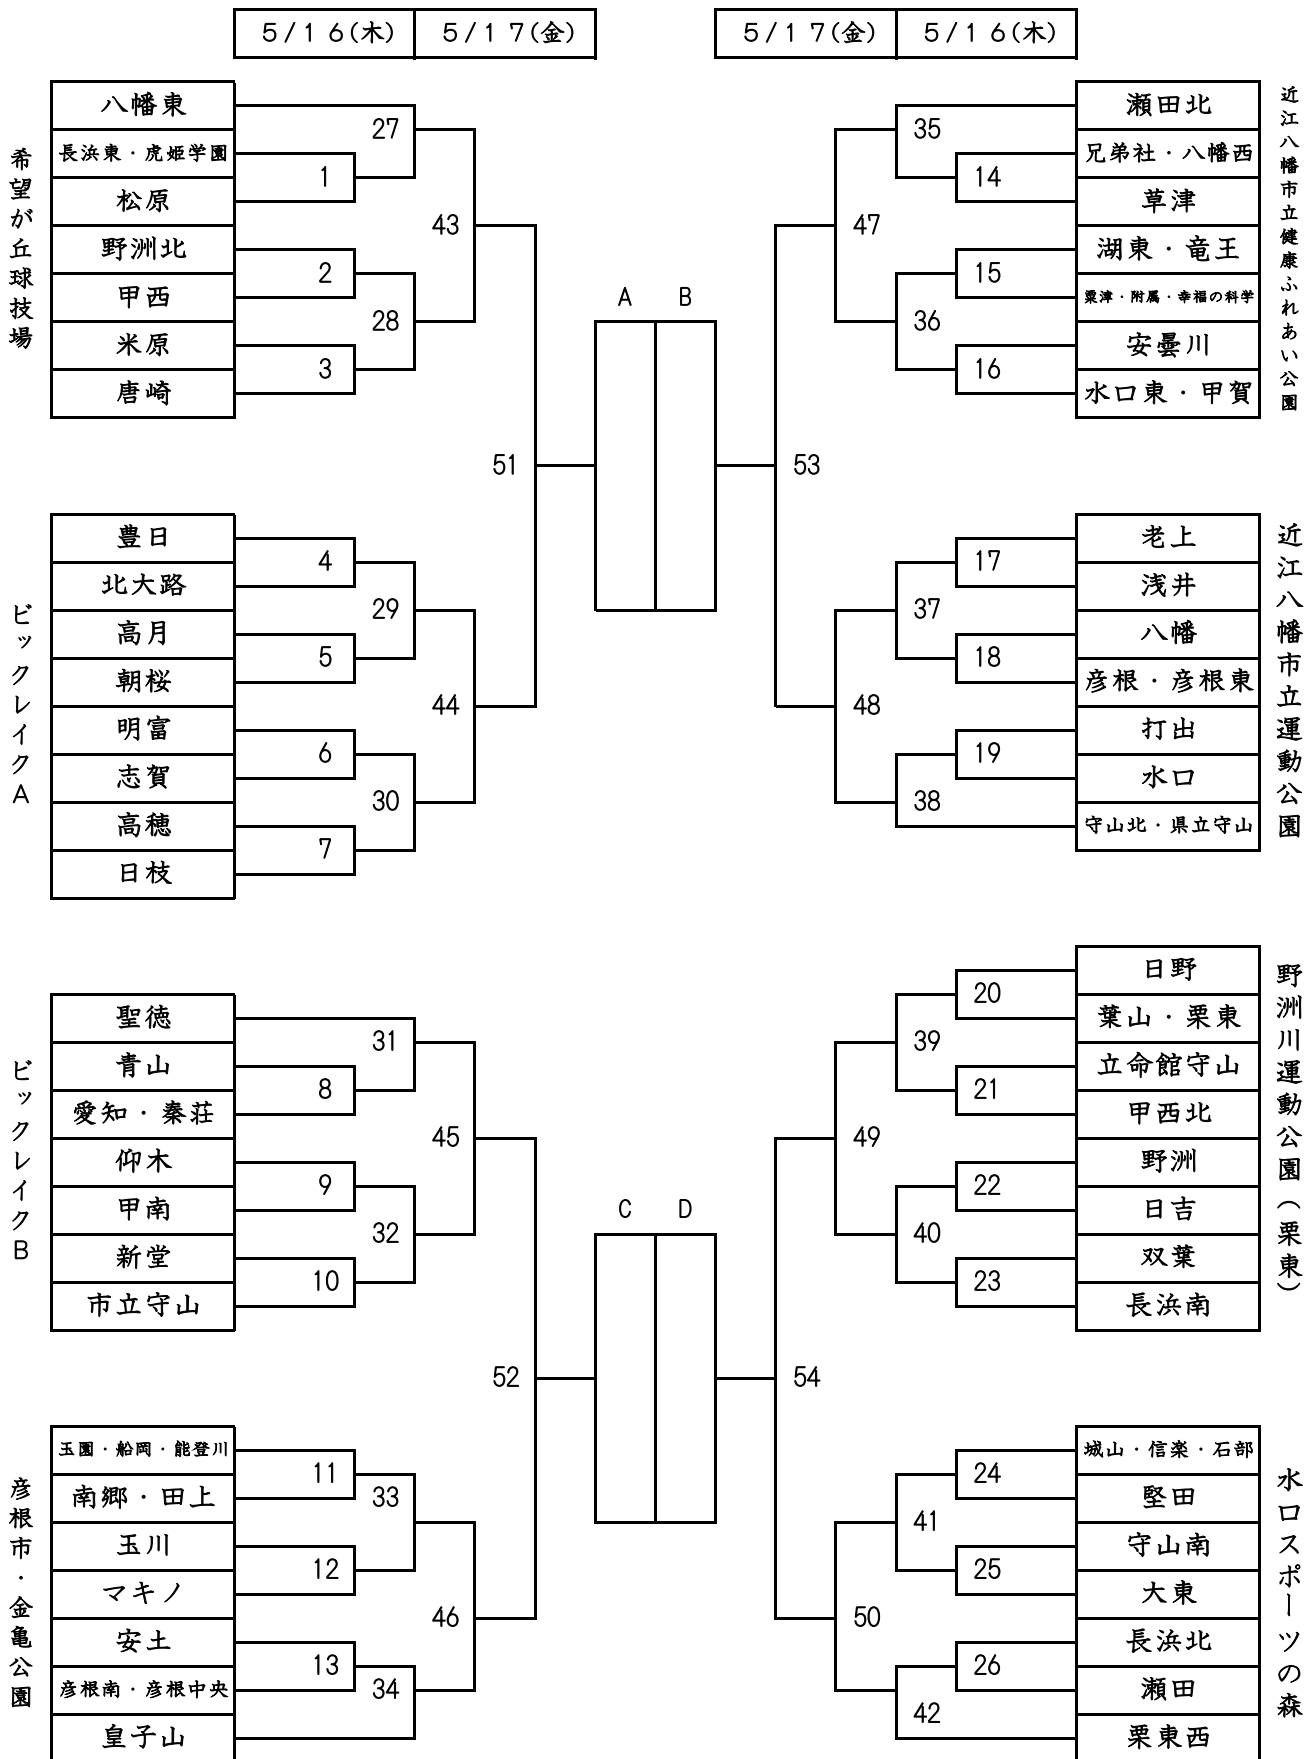 5/16(木) 5/17(金)
5/17(金) 5/16(木)
希望が丘球技場
八幡東
長浜東・虎姫学園
松原
野洲北
甲西
米原
唐崎
27
1
2
28
3
43
ビックレイクA
豊日
北大路
高月
朝桜
明富
志賀
高穂
日枝
4
29
5
6
30
7
44
51
A B
ビックレイクB
聖徳
青山
愛知・秦荘
仰木
甲南
新堂
市立守山
31
8
9
32
10
45
彦根市・金亀公園
玉園・船岡・能登川
南郷・田上
玉川
マキノ
安土
彦根南・彦根中央
皇子山
11
33
12
13
34
46
52
C D
近江八幡市立健康ふれあい公園
瀬田北
兄弟社・八幡西
草津
湖東・竜王
粟津・附属・幸福の科学
安曇川
水口東・甲賀
35
14
15
36
16
47
近江八幡市立運動公園
老上
浅井
八幡
彦根・彦根東
打出
水口
守山北・県立守山
17
37
18
19
38
48
53
野洲川運動公園(栗東)
日野
葉山・栗東
立命館守山
甲西北
野洲
日吉
双葉
長浜南
20
39
21
22
40
23
49
水口スポーツの森
城山・信楽・石部
堅田
守山南
大東
長浜北
瀬田
栗東西
24
41
25
26
42
50
54